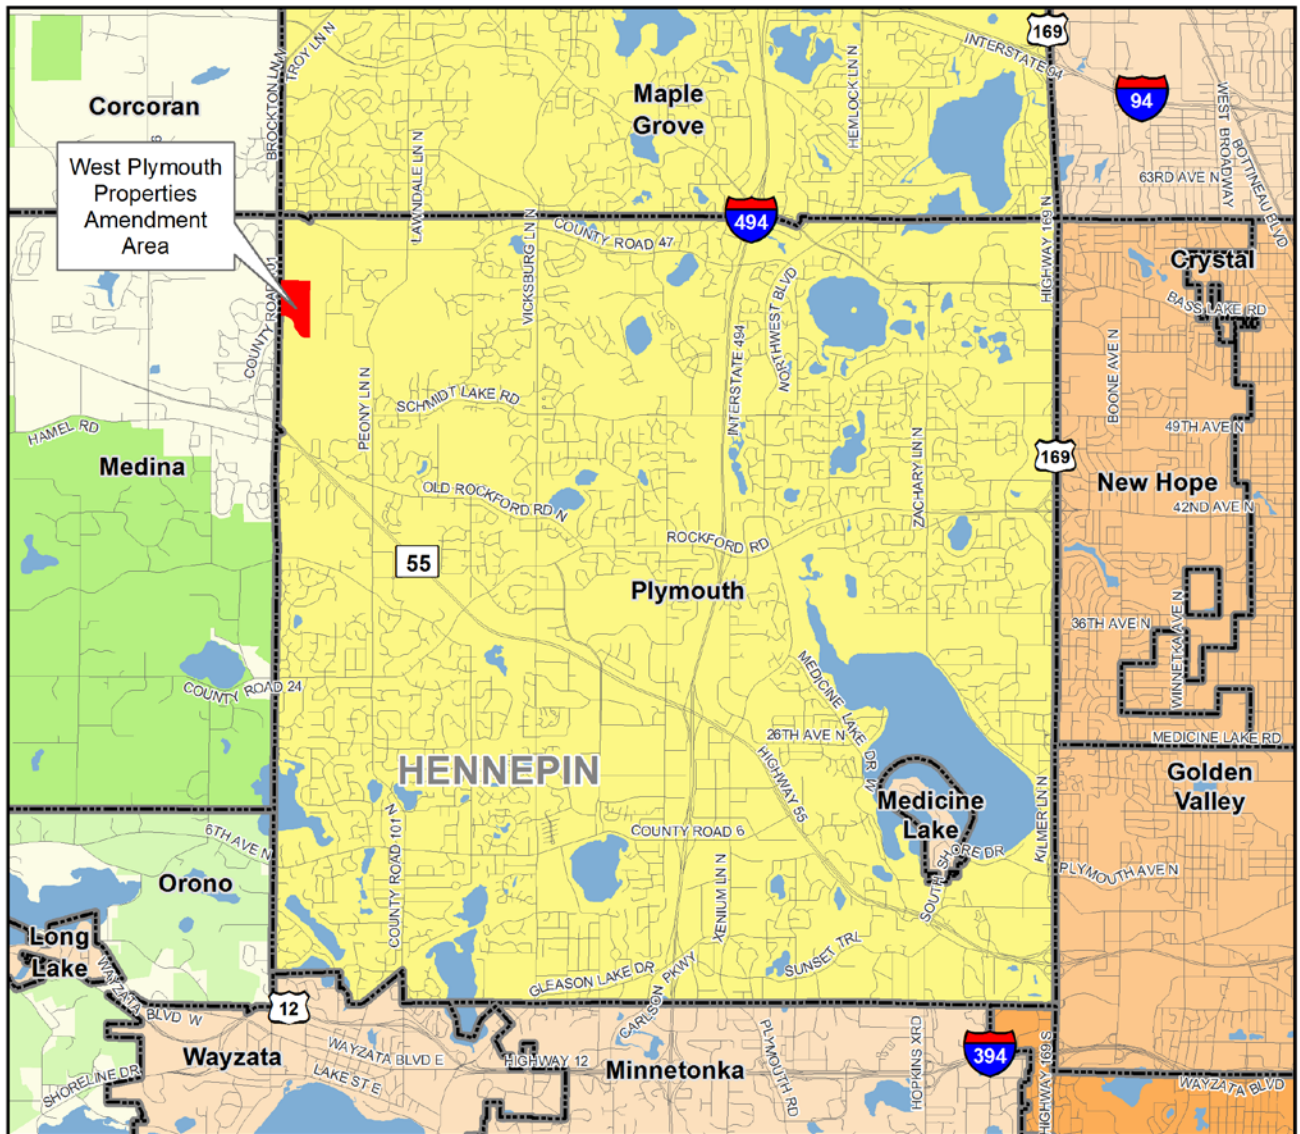 169
INTERSTATE 94
TROY LN N
BROCKTON LN N
Corcoran
Maple
Grove
HEMLOCK LN N
94
WEST BROADWAY
BOTTINEAU BLVD
6
LAWNDALE LN N
West Plymouth
Properties
Amendment
Area
63RD AVE N
494
HIGHWAY 169 N
COUNTY ROAD 47
VICKSBURG LN N
Crystal
COUNTY ROAD 101
NORTHWEST BLVD
BASS LAKE RD
INTERSTATE 494
BOONE AVE N
PEONY LN N
SCHMIDT LAKE RD
HAMEL RD
49TH AVE N
Medina
169
ZACHARY LN N
New Hope
OLD ROCKFORD RD N
42ND AVE N
ROCKFORD RD
55
Plymouth
36TH AVE N
WINNETKA AVE N
COUNTY ROAD 24
MEDICINE LAKE DR W
26TH AVE N
MEDICINE LAKE RD
HENNEPIN
HIGHWAY 55
Golden
Valley
Medicine
Lake
KILMER LN N
6TH AVE N
COUNTY ROAD 6
COUNTY ROAD 101 N
SOUTH SHORE DR
PLYMOUTH AVE N
Orono
XENIUM LN N
Long
Lake
SUNSET TRL
GLEASON LAKE DR
CARLSON PKWY
WAYZATA BLVD W
12
Wayzata
WAYZATA BLVD E
HIGHWAY 12
Minnetonka
PLYMOUTH RD
HOPKINS XRD
394
HIGHWAY 169 S
SHORELINE DR
LAKE ST E
WAYZATA BLVD